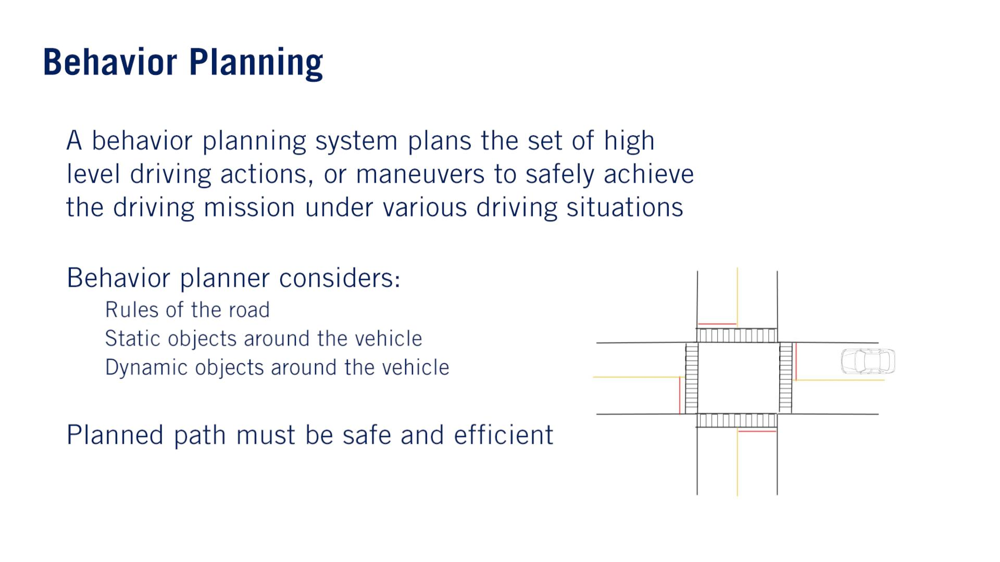 Behavior Planning
A behavior planning system plans the set of high
level driving actions, or maneuvers to safely achieve
the driving mission under various driving situations
Behavior planner considers:
Rules of the road
Static objects around the vehicle
Dynamic objects around the vehicle
Planned path must be safe and efficient